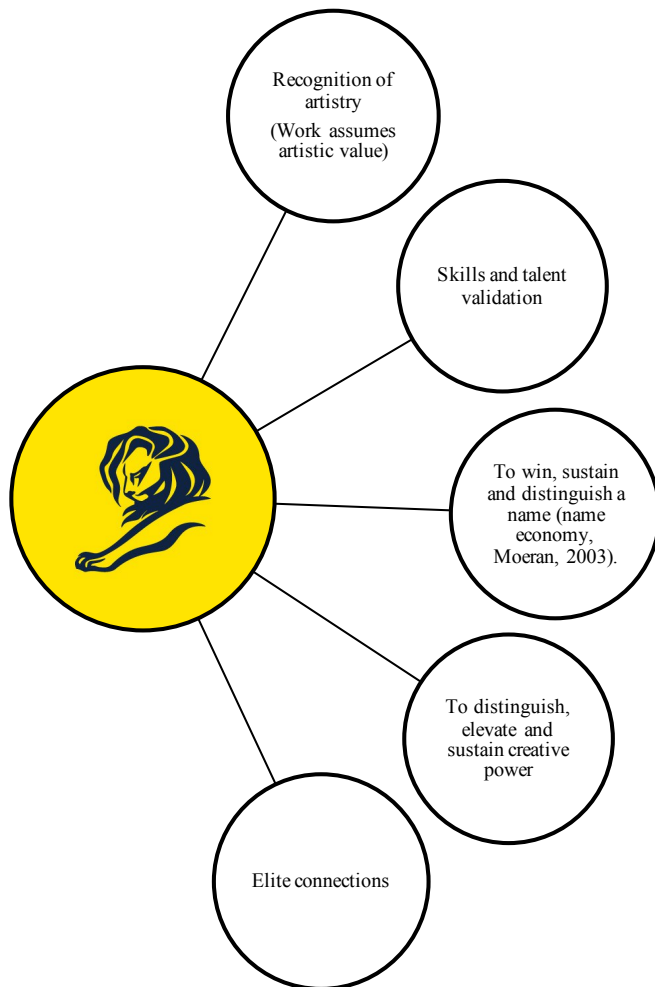 Recognition of
artistry
(Work assumes
artistic value)
Skills and talent
validation
To win, sustain
and distinguish a
name (name
economy,
Moeran, 2003).
To distinguish,
elevate and
sustain creative
power
Elite connections